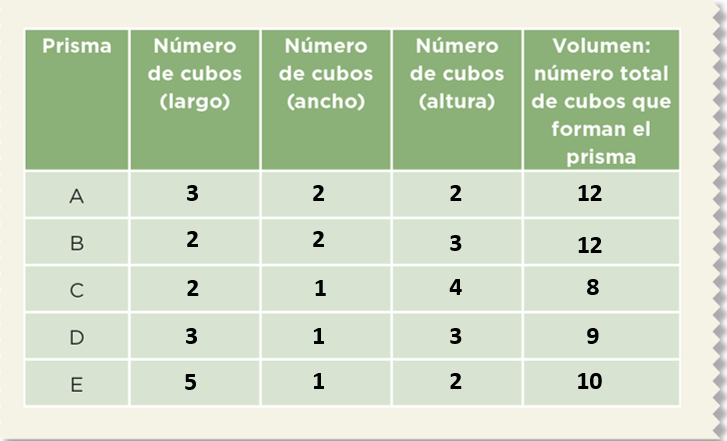 Prisma Número de cubos (largo) Número de cubos (ancho) Número de cubos (altura) Volumen: número total de cubos que forman el prisma
A 3 2 2 12
B 2 2 3 12
C 2 1 4 8
D 3 1 3 9
E 5 1 2 10